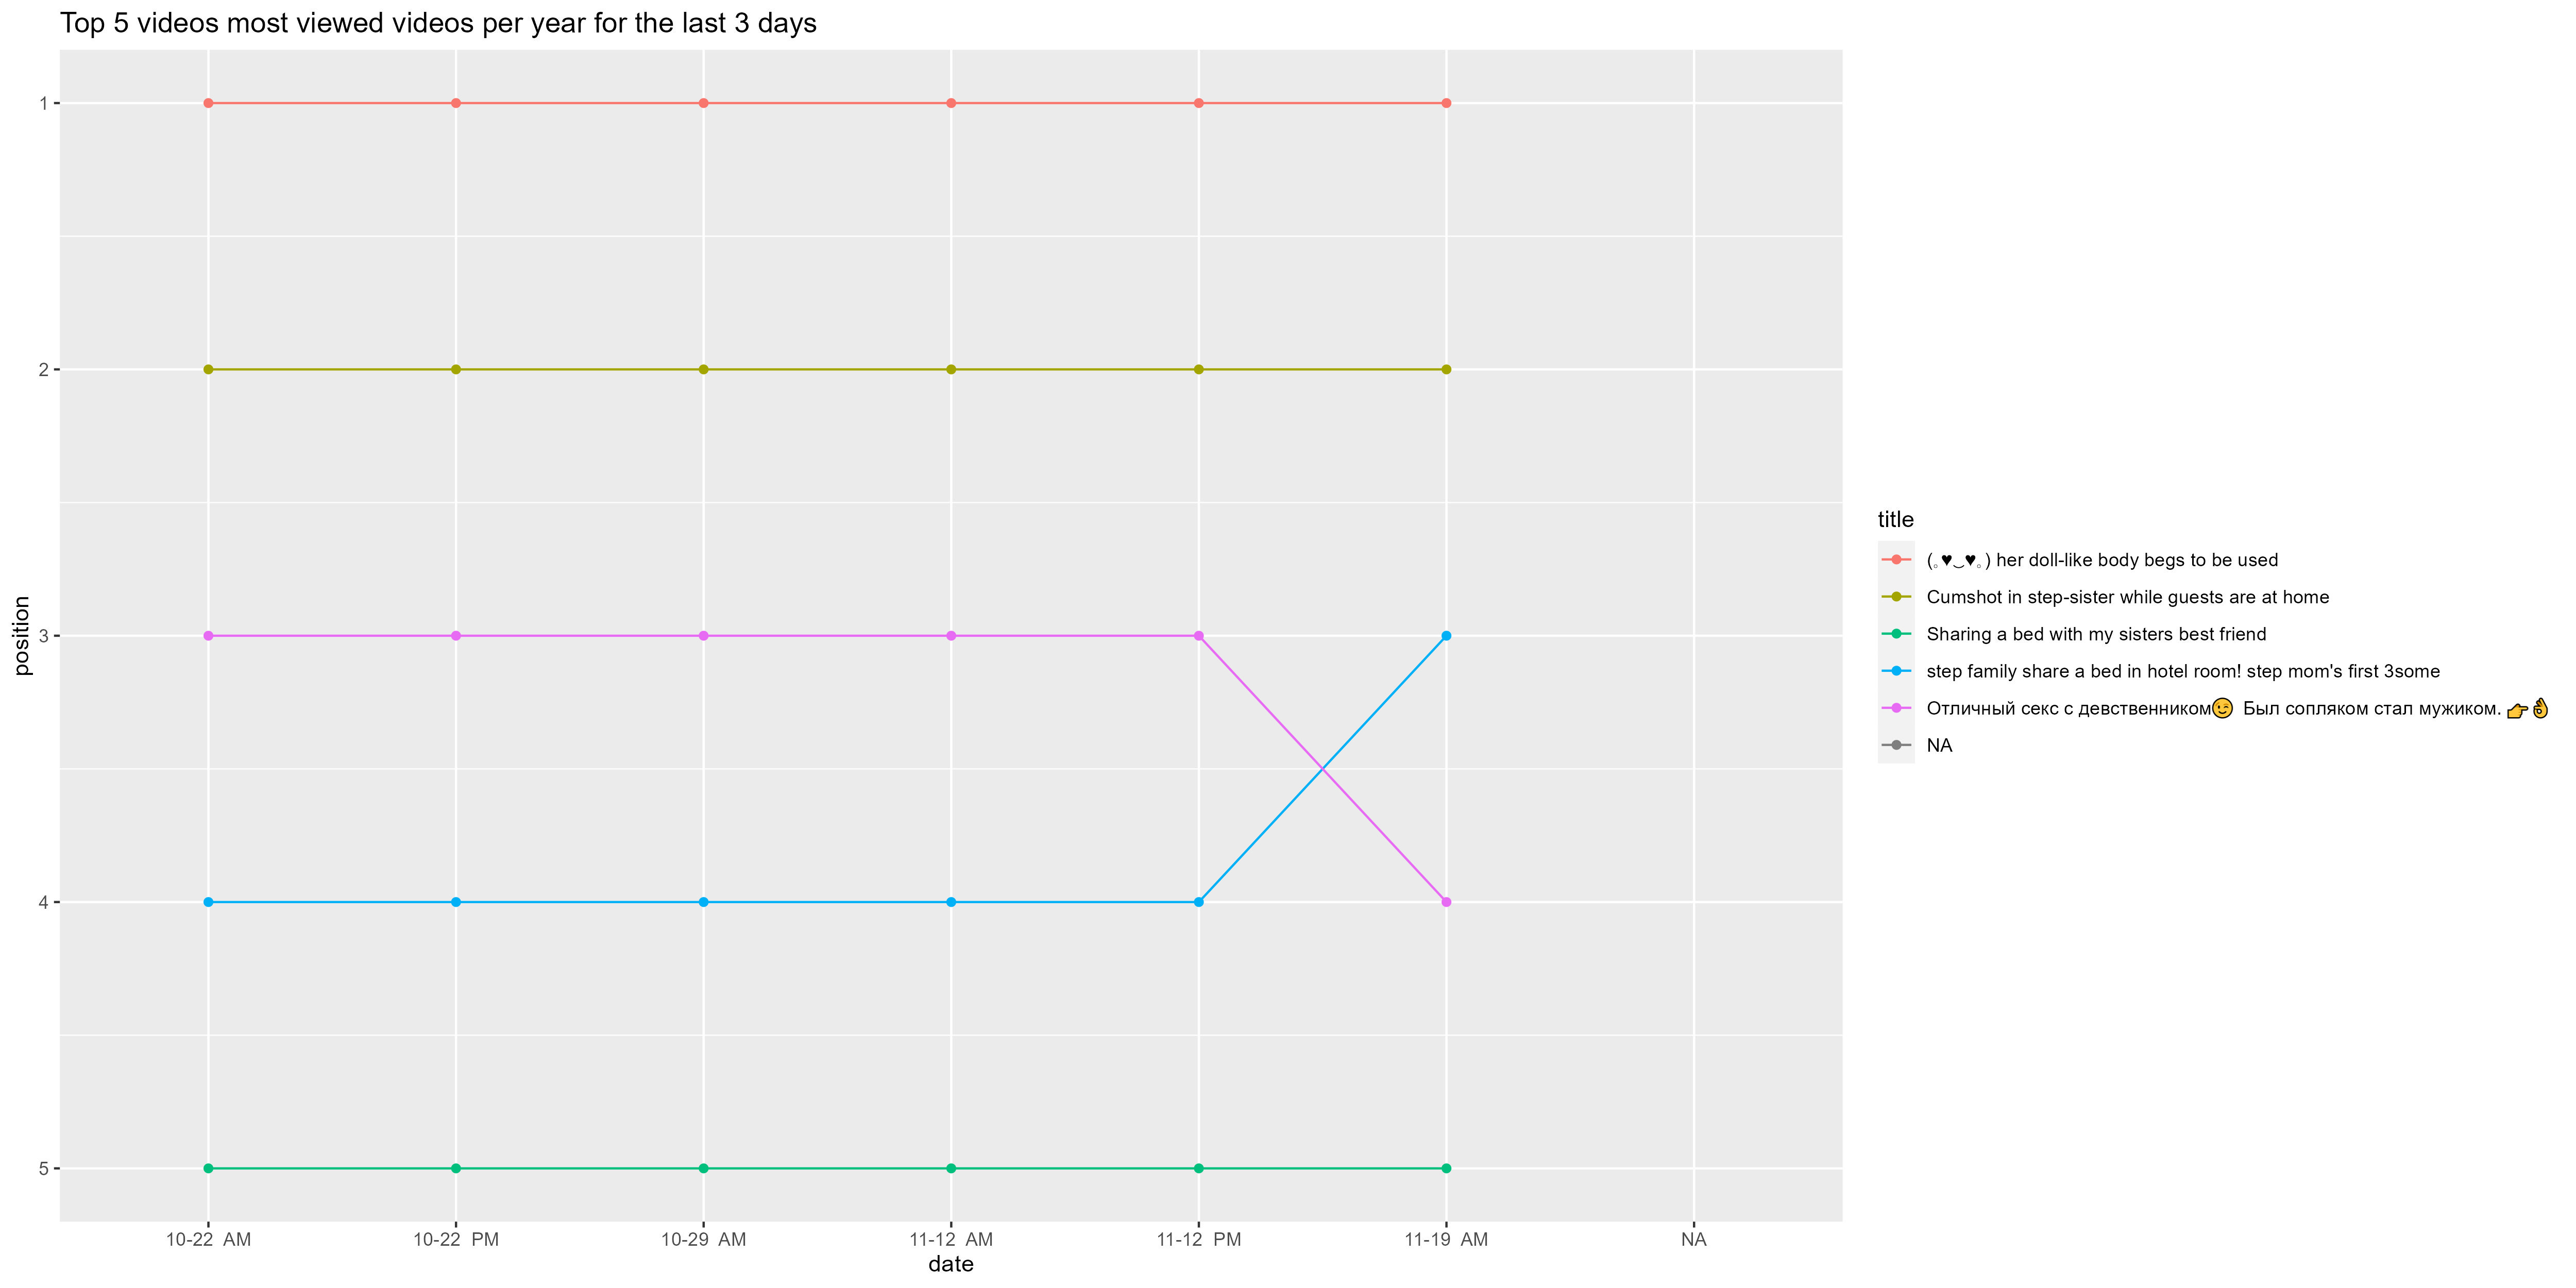 Top 5 videos most viewed videos per year for the last 3 days
position
1
2
3
4
5
10-22 AM
10-22 PM
10-29 AM
11-12 AM
11-12 PM
11-19 AM
NA
date
title
(｡♥‿♥｡) her doll-like body begs to be used
Cumshot in step-sister while guests are at home
Sharing a bed with my sisters best friend
step family share a bed in hotel room! step mom's first 3some
Отличный секс с девственником😉 Был сопляком стал мужиком. 👉👌
NA